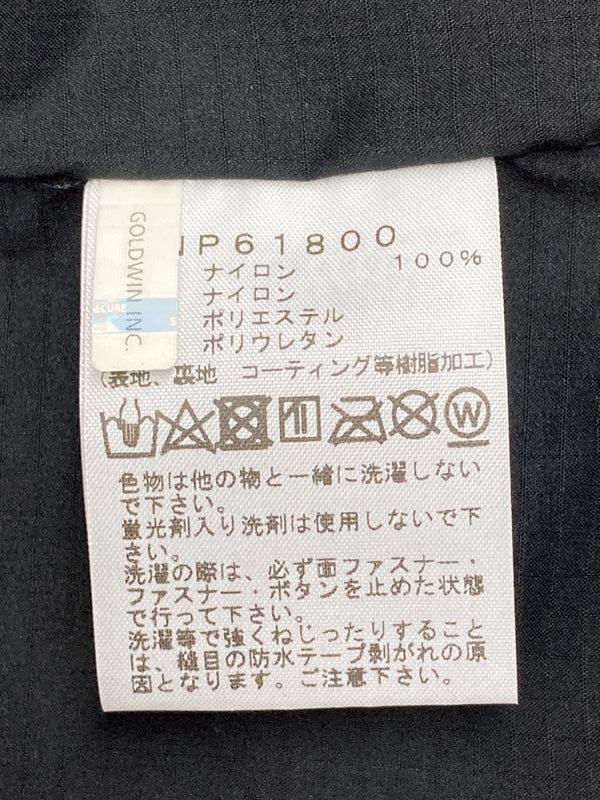 NP61800
ナイロン 100%
ナイロン
ポリエステル
ポリウレタン
(表地、裏地 コーティング等樹脂加工)
色物は他の物と一緒に洗濯しない
で下さい。
蛍光剤入り洗剤は使用しないで下
さい。
洗濯の際は、必ず面ファスナー・
ファスナー・ボタンを止めた状態
で行って下さい。
洗濯等で強くねじったりすること
は、縫目の防水テープ剥がれの原
因となります。ご注意下さい。
GOLDWIN INC.
ECURE
S
W